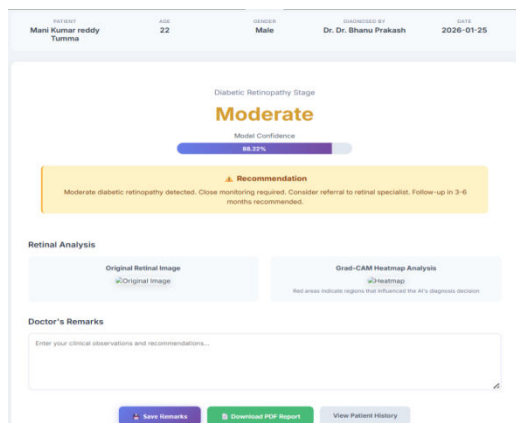 PATIENT
Mani Kumar reddy
Tumma
AGE
22
GENDER
Male
DIAGNOSED BY
Dr. Dr. Bhanu Prakash
DATE
2026-01-25
Diabetic Retinopathy Stage
Moderate
Model Confidence
88.22%
Recommendation
Moderate diabetic retinopathy detected. Close monitoring required. Consider referral to retinal specialist. Follow-up in 3-6
months recommended.
Retinal Analysis
Original Retinal Image
Original Image
Grad-CAM Heatmap Analysis
Heatmap
Red areas indicate regions that influenced the AI's diagnosis decision
Doctor's Remarks
Enter your clinical observations and recommendations...
Save Remarks
Download PDF Report
View Patient History